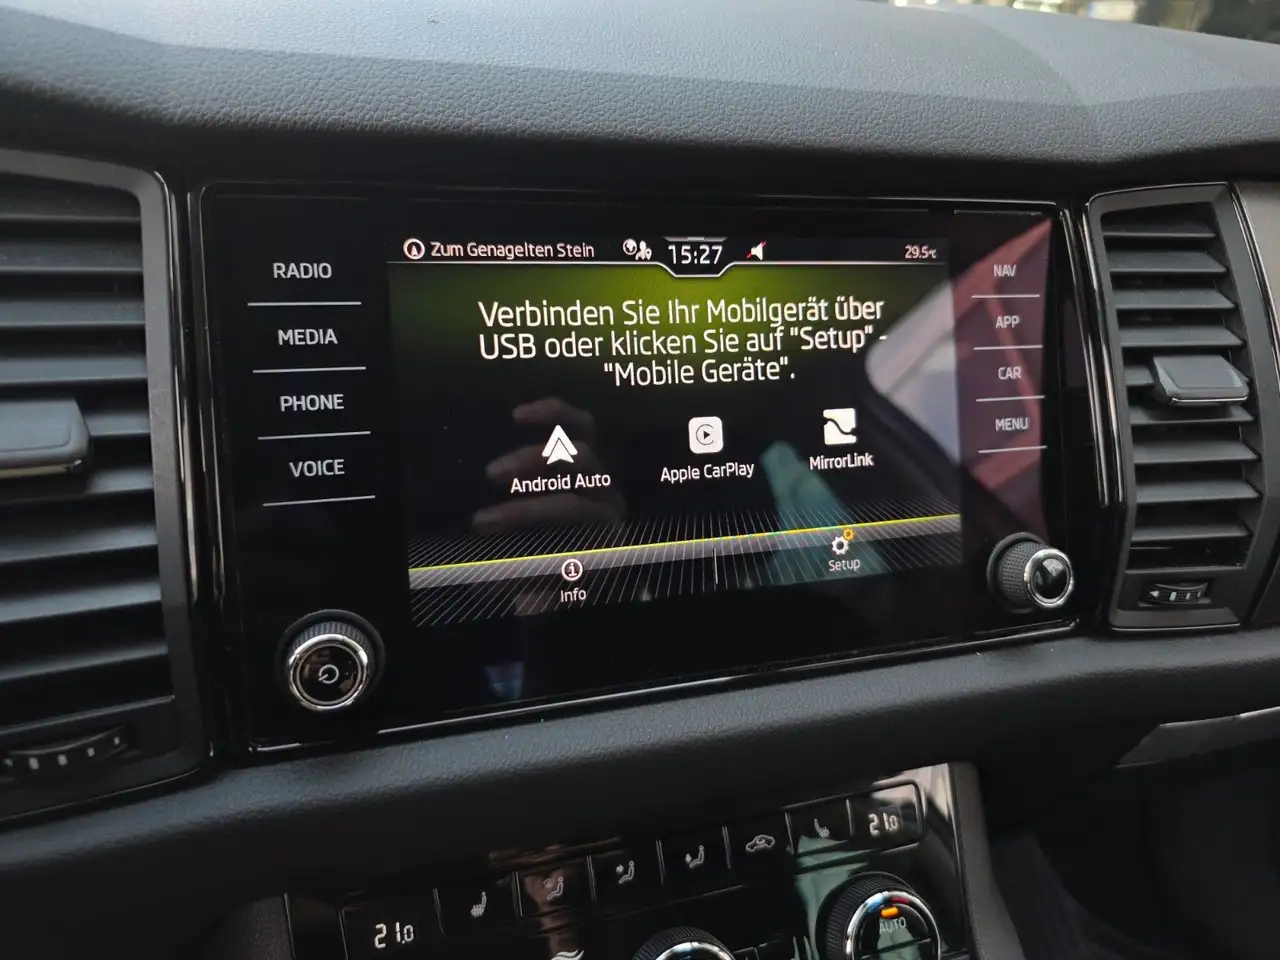 Zum Genagelten Stein 15:27 29.5°C
RADIO
MEDIA
PHONE
VOICE
Verbinden Sie Ihr Mobilgerät über
USB oder klicken Sie auf "Setup" -
"Mobile Geräte".
Android Auto
Apple CarPlay
MirrorLink
Info
Setup
NAV
APP
CAR
MENU
21.0
21.0
AUTO